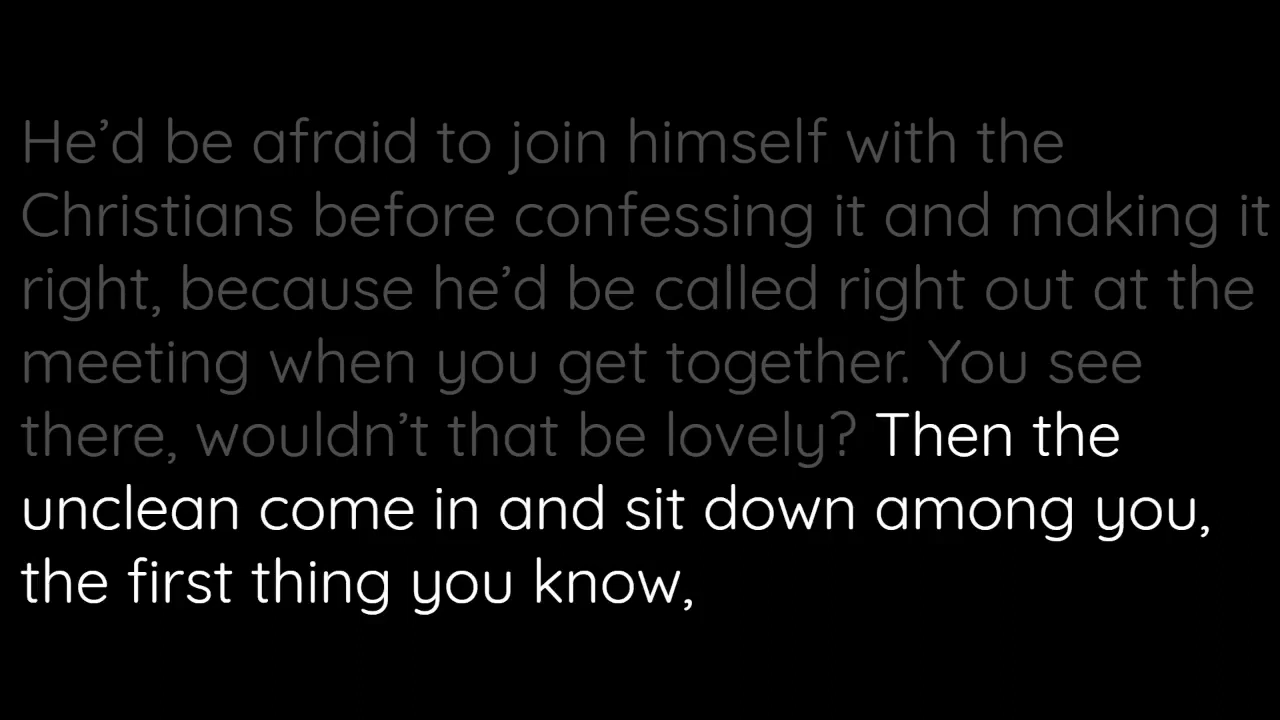 He’d be afraid to join himself with the
Christians before confessing it and making it
right, because he’d be called right out at the
meeting when you get together. You see
there, wouldn’t that be lovely? Then the
unclean come in and sit down among you,
the first thing you know,